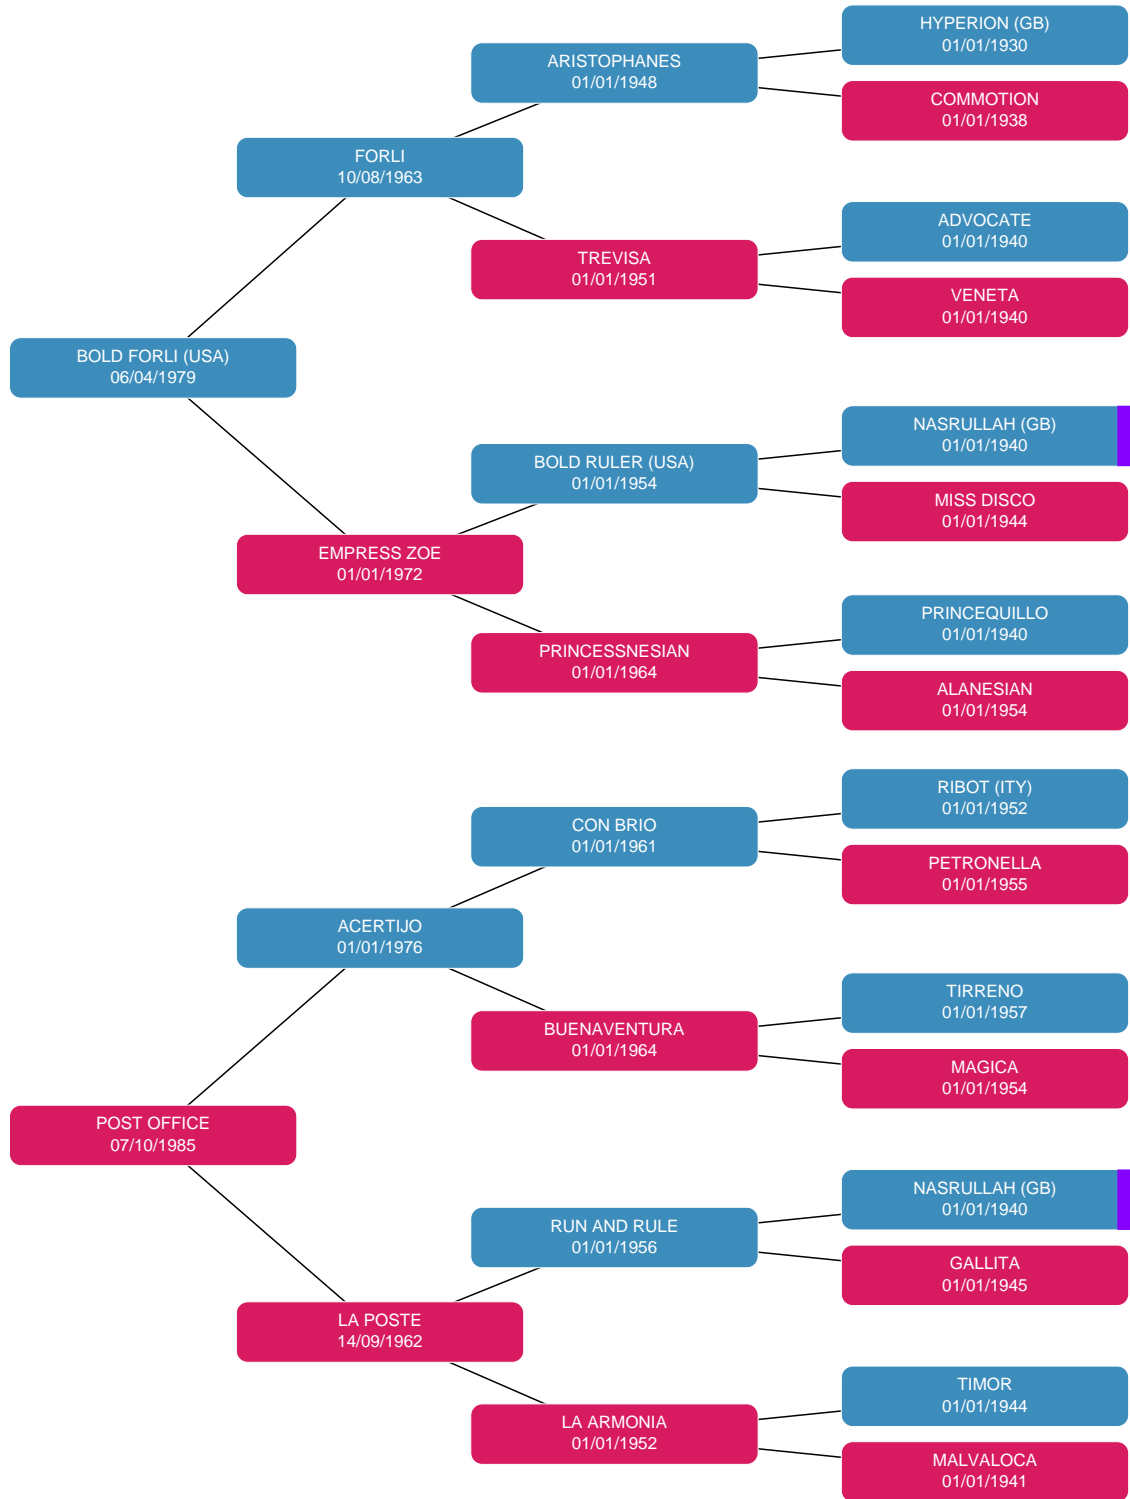 HYPERION (GB)
01/01/1930
ARISTOPHANES
01/01/1948
COMMOTION
01/01/1938
FORLI
10/08/1963
ADVOCATE
01/01/1940
TREVISA
01/01/1951
VENETA
01/01/1940
BOLD FORLI (USA)
06/04/1979
NASRULLAH (GB)
01/01/1940
BOLD RULER (USA)
01/01/1954
MISS DISCO
01/01/1944
EMPRESS ZOE
01/01/1972
PRINCEQUILLO
01/01/1940
PRINCESSNESIAN
01/01/1964
ALANESIAN
01/01/1954
RIBOT (ITY)
01/01/1952
CON BRIO
01/01/1961
PETRONELLA
01/01/1955
ACERTIJO
01/01/1976
TIRRENO
01/01/1957
BUENAVENTURA
01/01/1964
MAGICA
01/01/1954
POST OFFICE
07/10/1985
NASRULLAH (GB)
01/01/1940
RUN AND RULE
01/01/1956
GALLITA
01/01/1945
LA POSTE
14/09/1962
TIMOR
01/01/1944
LA ARMONIA
01/01/1952
MALVALOCA
01/01/1941